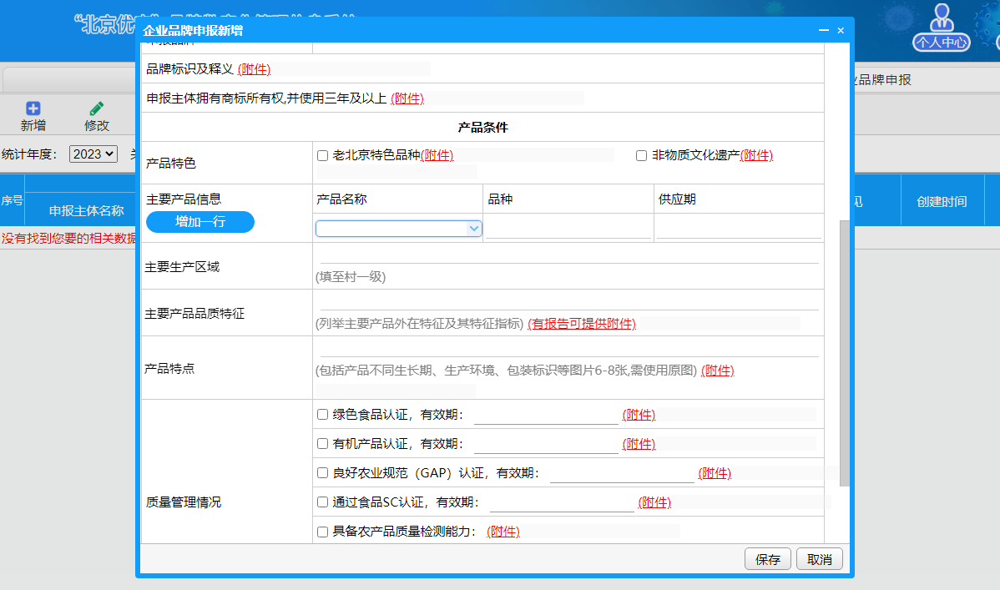 “北京优
企业品牌申报新增
个人中心
品牌标识及释义 (附件)
业品牌申报
申报主体拥有商标所有权,并使用三年及以上 (附件)
新增
修改
产品条件
统计年度： 2023
产品特色
老北京特色品种(附件)
非物质文化遗产(附件)
序号
申报主体名称
主要产品信息
增加一行
产品名称
品种
供应期
见
创建时间
没有找到您要的相关数据
主要生产区域
(填至村一级)
主要产品品质特征
(列举主要产品外在特征及其特征指标) (有报告可提供附件)
产品特点
(包括产品不同生长期、生产环境、包装标识等图片6-8张,需使用原图) (附件)
质量管理情况
绿色食品认证，有效期： (附件)
有机产品认证，有效期： (附件)
良好农业规范（GAP）认证，有效期： (附件)
通过食品SC认证，有效期： (附件)
具备农产品质量检测能力： (附件)
保存
取消